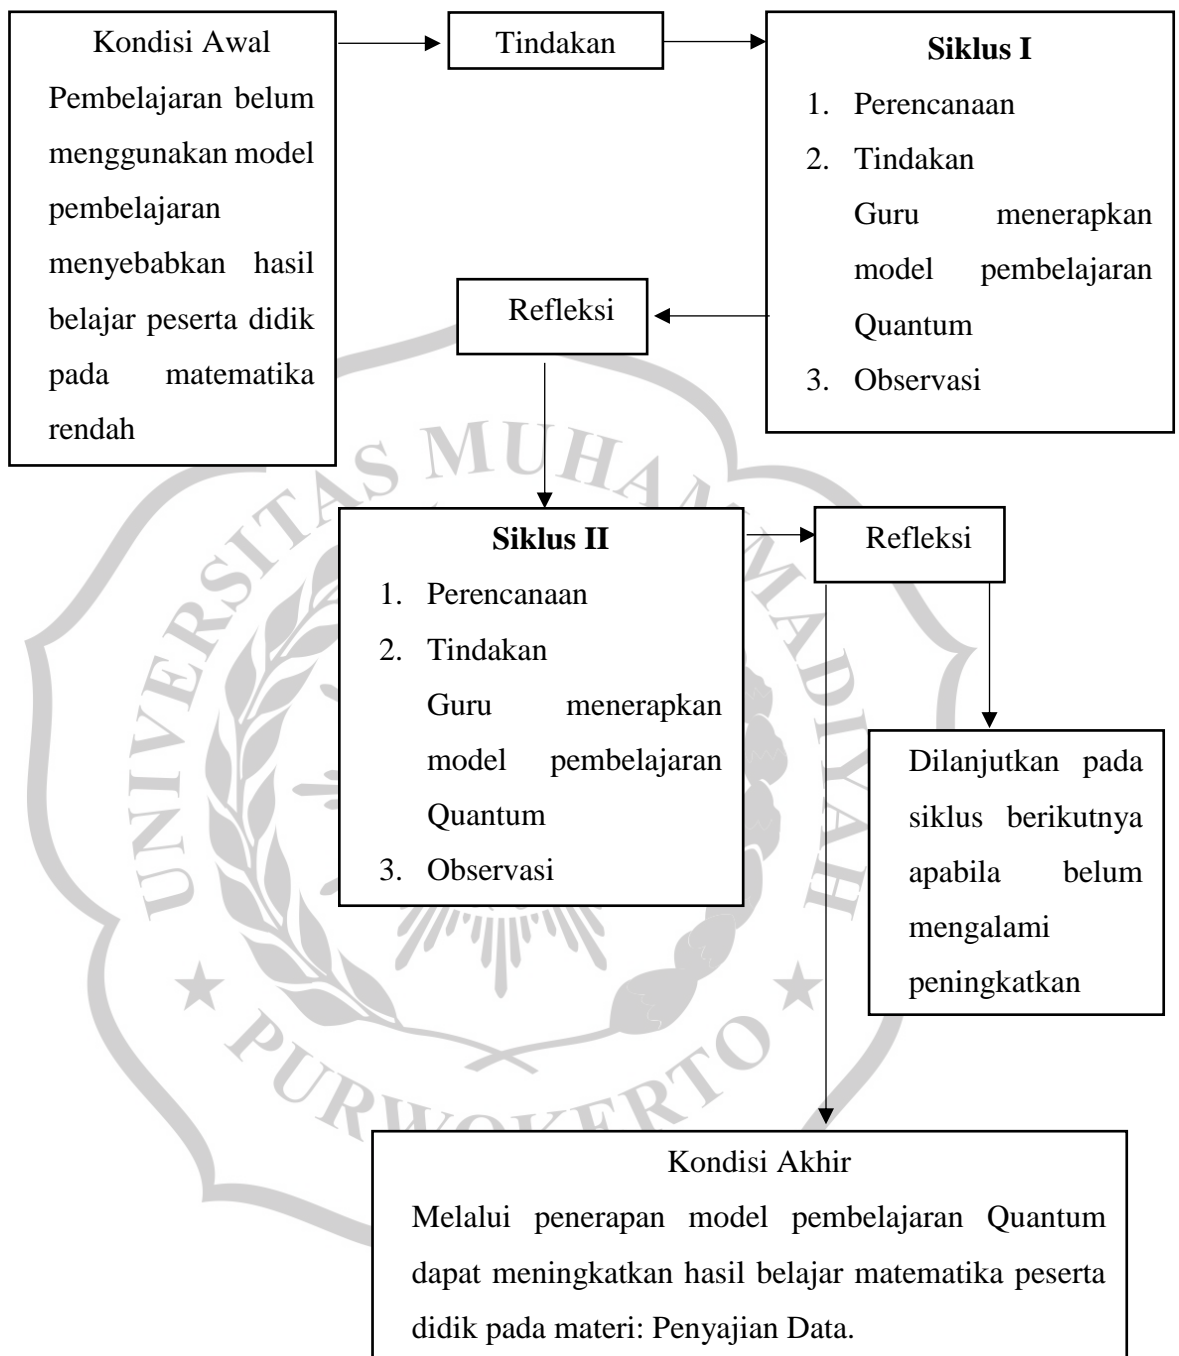 Kondisi Awal
Pembelajaran belum
menggunakan model
pembelajaran
menyebabkan hasil
belajar peserta didik
pada matematika
rendah
Tindakan
Siklus I
1. Perencanaan
2. Tindakan
Guru menerapkan
model pembelajaran
Quantum
3. Observasi
Refleksi
Siklus II
1. Perencanaan
2. Tindakan
Guru menerapkan
model pembelajaran
Quantum
3. Observasi
Refleksi
Dilanjutkan pada
siklus berikutnya
apabila belum
mengalami
peningkatkan
Kondisi Akhir
Melalui penerapan model pembelajaran Quantum
dapat meningkatkan hasil belajar matematika peserta
didik pada materi: Penyajian Data.
UNIVERSITAS MUHAMMADIYAH
PURWOKERTO